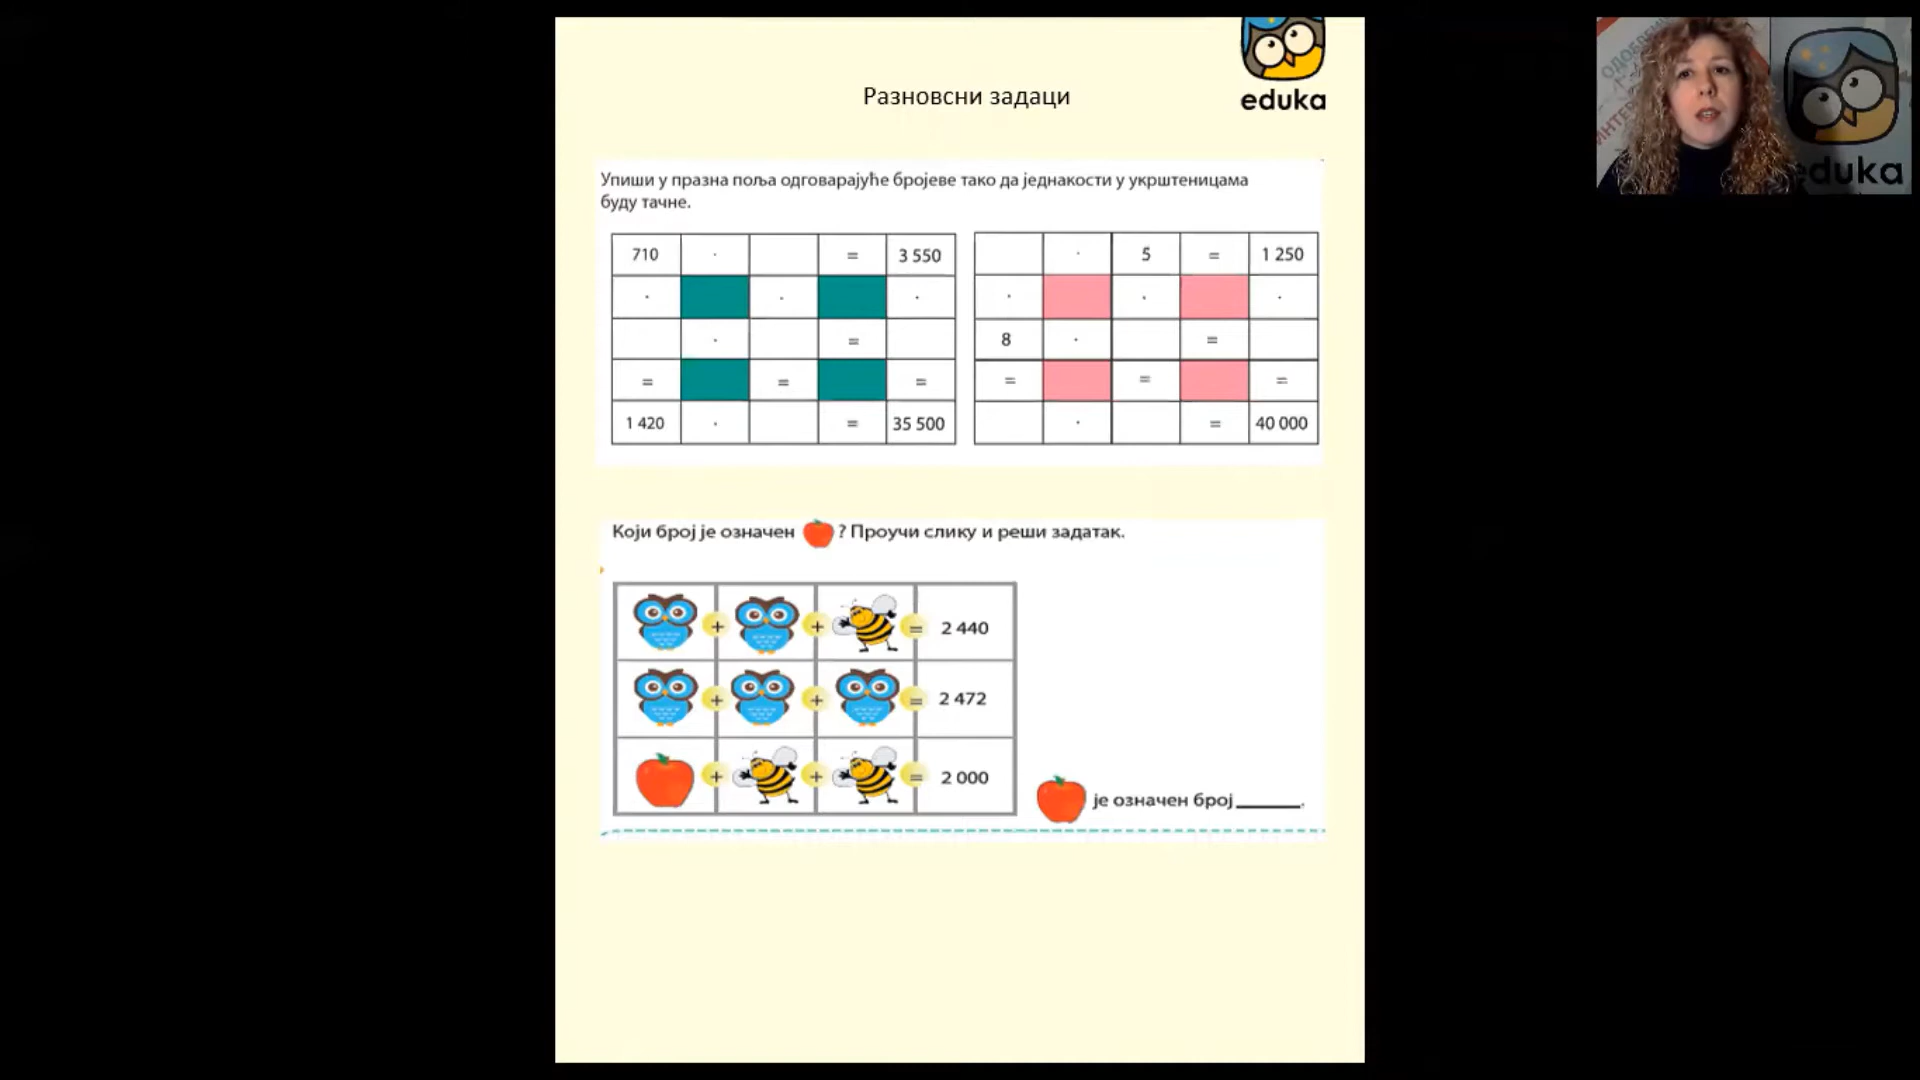 eduka
Разновсни задаци
Упиши у празна поља одговарајуће бројеве тако да једнакости у укрштеницама
буду тачне.
710 · = 3 550
· · ·
· =
= = =
1 420 · = 35 500
· 5 = 1 250
· · ·
8 · =
= = =
· = 40 000
Који број је означен ? Проучи слику и реши задатак.
+ + = 2 440
+ + = 2 472
+ + = 2 000
је означен број______.
eduka